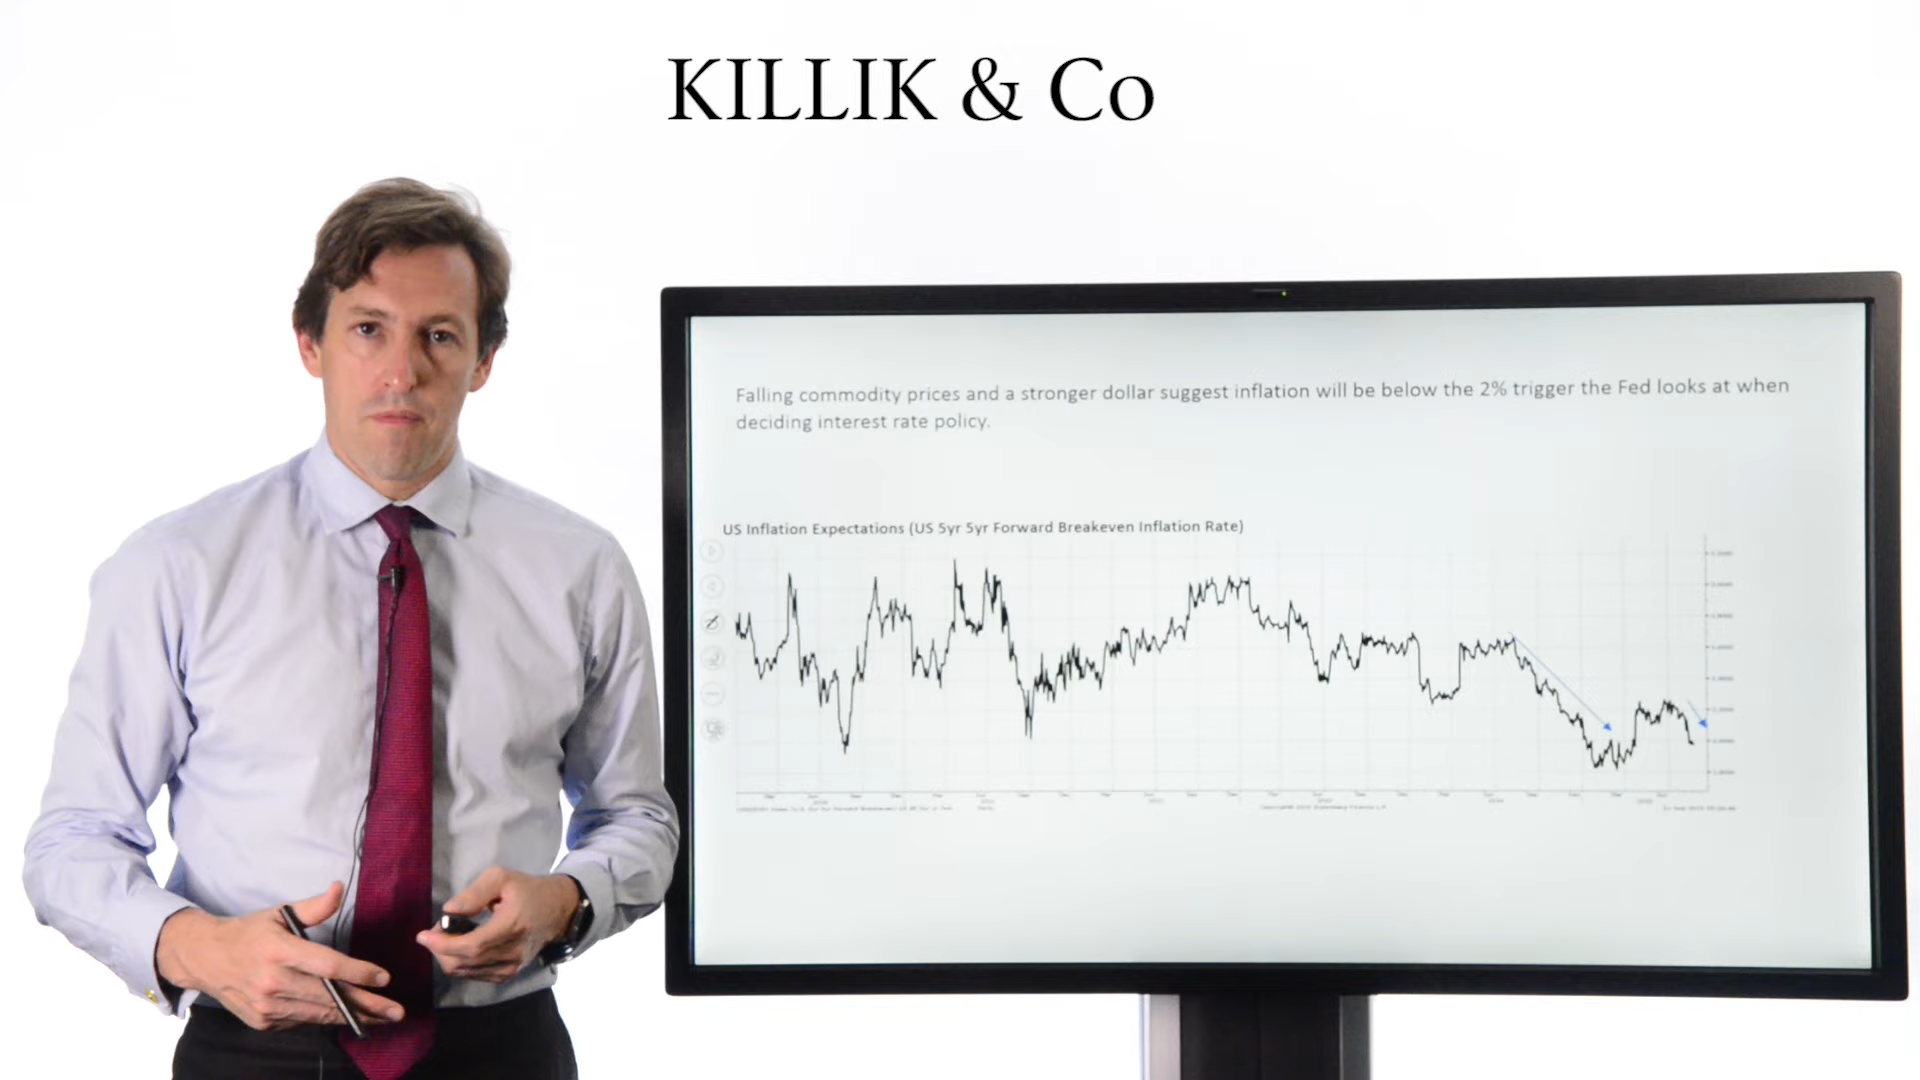 KILLIK & Co
Falling commodity prices and a stronger dollar suggest inflation will be below the 2% trigger the Fed looks at when
deciding interest rate policy.
US Inflation Expectations (US 5yr 5yr Forward Breakeven Inflation Rate)